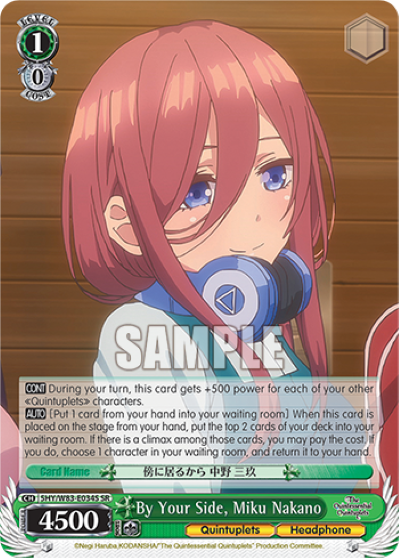 LEVEL
1
0
COST
SAMPLE
CONT During your turn, this card gets +500 power for each of your other
«Quintuplets» characters.
AUTO [Put 1 card from your hand into your waiting room] When this card is
placed on the stage from your hand, put the top 2 cards of your deck into your
waiting room. If there is a climax among those cards, you may pay the cost. If
you do, choose 1 character in your waiting room, and return it to your hand.
Card Name 傍に居るから 中野 三玖
CH 5HY/W83-E034S SR
By Your Side, Miku Nakano
The Quintessential Quintuplets
4500
Quintuplets Headphone
©Negi Haruba,KODANSHA/"The Quintessential Quintuplets" Production Committee